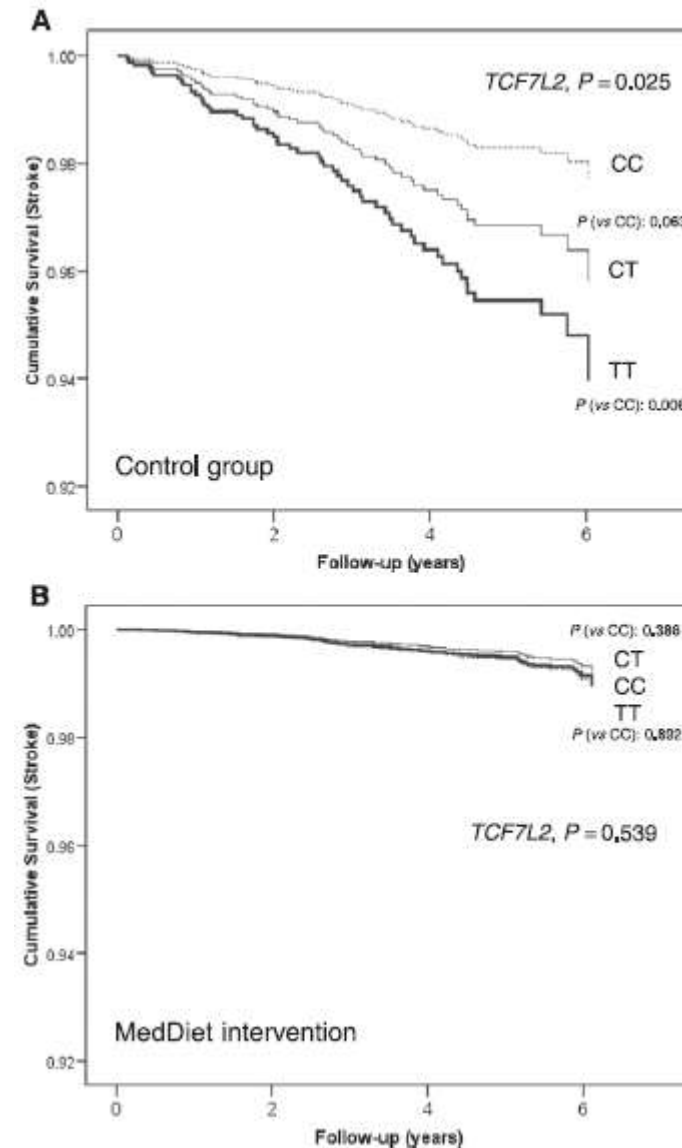 A
1.00
TCF7L2, P = 0.025
0.98
CC
P (vs CC): 0.063
0.96
CT
TT
0.94
P (vs CC): 0.006
Control group
0.92
0 2 4 6
Follow-up (years)
Cumulative Survival (Stroke)
B
1.00
P (vs CC): 0.386
CT
CC
TT
0.98
P (vs CC): 0.892
TCF7L2, P = 0.539
0.96
0.94
MedDiet intervention
0.92
0 2 4 6
Follow-up (years)
Cumulative Survival (Stroke)